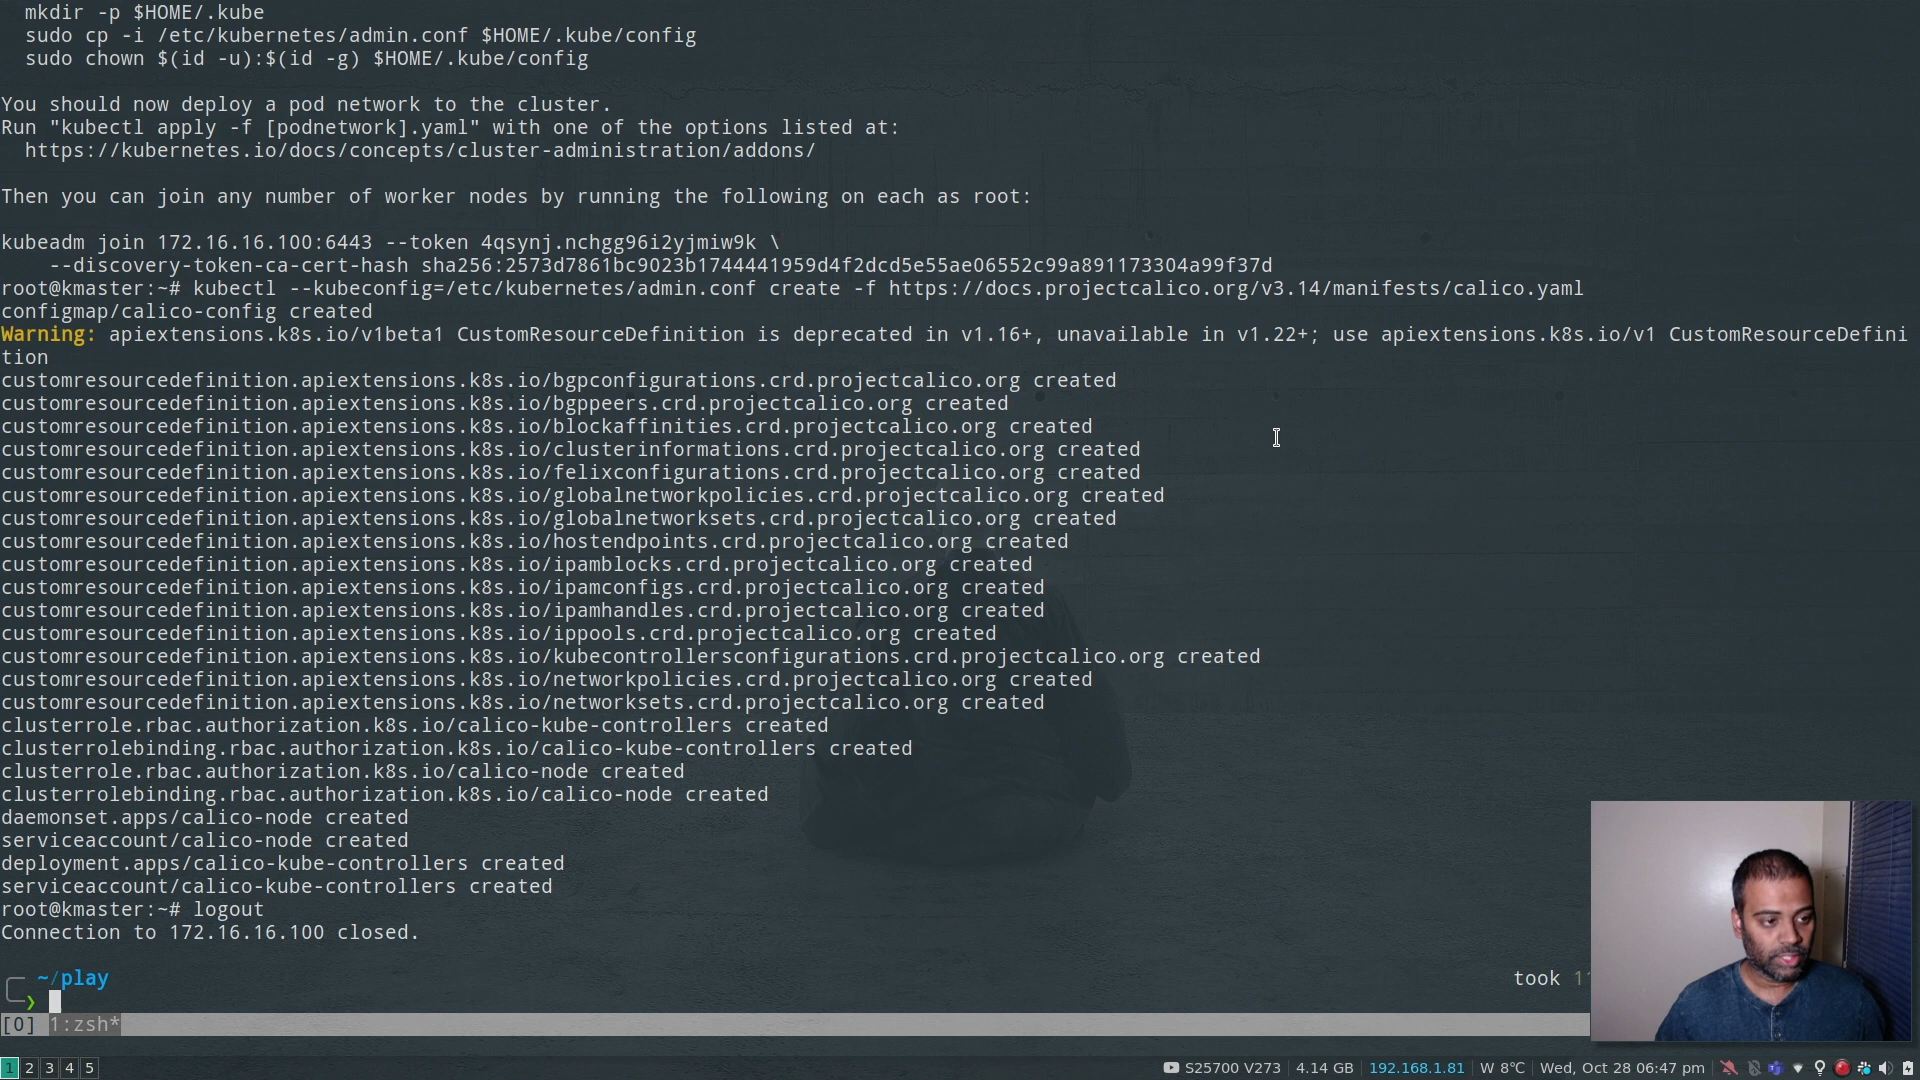 mkdir -p $HOME/.kube
  sudo cp -i /etc/kubernetes/admin.conf $HOME/.kube/config
  sudo chown $(id -u):$(id -g) $HOME/.kube/config
You should now deploy a pod network to the cluster.
Run "kubectl apply -f [podnetwork].yaml" with one of the options listed at:
  https://kubernetes.io/docs/concepts/cluster-administration/addons/
Then you can join any number of worker nodes by running the following on each as root:
kubeadm join 172.16.16.100:6443 --token 4qsynj.nchgg96i2yjmiw9k \
    --discovery-token-ca-cert-hash sha256:2573d7861bc9023b1744441959d4f2dcd5e55ae06552c99a891173304a99f37d
root@kmaster:~# kubectl --kubeconfig=/etc/kubernetes/admin.conf create -f https://docs.projectcalico.org/v3.14/manifests/calico.yaml
configmap/calico-config created
Warning: apiextensions.k8s.io/v1beta1 CustomResourceDefinition is deprecated in v1.16+, unavailable in v1.22+; use apiextensions.k8s.io/v1 CustomResourceDefini
tion
customresourcedefinition.apiextensions.k8s.io/bgpconfigurations.crd.projectcalico.org created
customresourcedefinition.apiextensions.k8s.io/bgppeers.crd.projectcalico.org created
customresourcedefinition.apiextensions.k8s.io/blockaffinities.crd.projectcalico.org created
customresourcedefinition.apiextensions.k8s.io/clusterinformations.crd.projectcalico.org created
customresourcedefinition.apiextensions.k8s.io/felixconfigurations.crd.projectcalico.org created
customresourcedefinition.apiextensions.k8s.io/globalnetworkpolicies.crd.projectcalico.org created
customresourcedefinition.apiextensions.k8s.io/globalnetworksets.crd.projectcalico.org created
customresourcedefinition.apiextensions.k8s.io/hostendpoints.crd.projectcalico.org created
customresourcedefinition.apiextensions.k8s.io/ipamblocks.crd.projectcalico.org created
customresourcedefinition.apiextensions.k8s.io/ipamconfigs.crd.projectcalico.org created
customresourcedefinition.apiextensions.k8s.io/ipamhandles.crd.projectcalico.org created
customresourcedefinition.apiextensions.k8s.io/ippools.crd.projectcalico.org created
customresourcedefinition.apiextensions.k8s.io/kubecontrollersconfigurations.crd.projectcalico.org created
customresourcedefinition.apiextensions.k8s.io/networkpolicies.crd.projectcalico.org created
customresourcedefinition.apiextensions.k8s.io/networksets.crd.projectcalico.org created
clusterrole.rbac.authorization.k8s.io/calico-kube-controllers created
clusterrolebinding.rbac.authorization.k8s.io/calico-kube-controllers created
clusterrole.rbac.authorization.k8s.io/calico-node created
clusterrolebinding.rbac.authorization.k8s.io/calico-node created
daemonset.apps/calico-node created
serviceaccount/calico-node created
deployment.apps/calico-kube-controllers created
serviceaccount/calico-kube-controllers created
root@kmaster:~# logout
Connection to 172.16.16.100 closed.
~/play took
❯
[0] 1:zsh*
1 2 3 4 5 S25700 V273 4.14 GB 192.168.1.81 W 8℃ Wed, Oct 28 06:47 pm